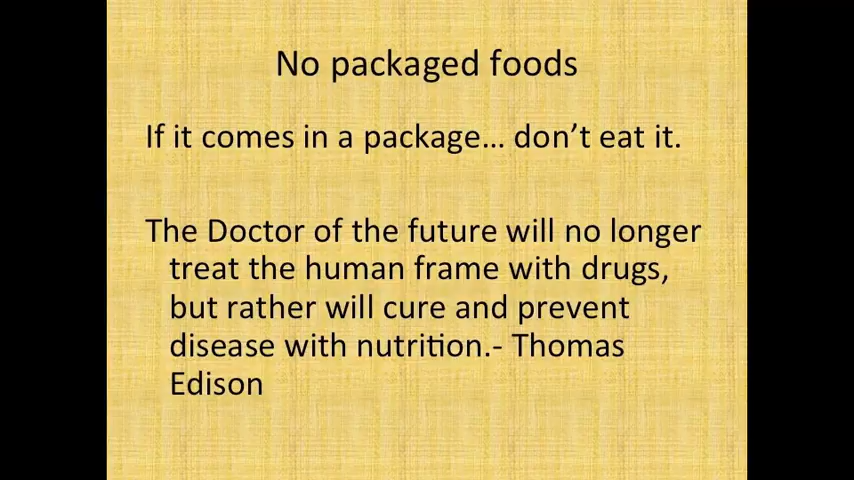 No packaged foods
If it comes in a package... don’t eat it.
The Doctor of the future will no longer
treat the human frame with drugs,
but rather will cure and prevent
disease with nutrition.- Thomas
Edison